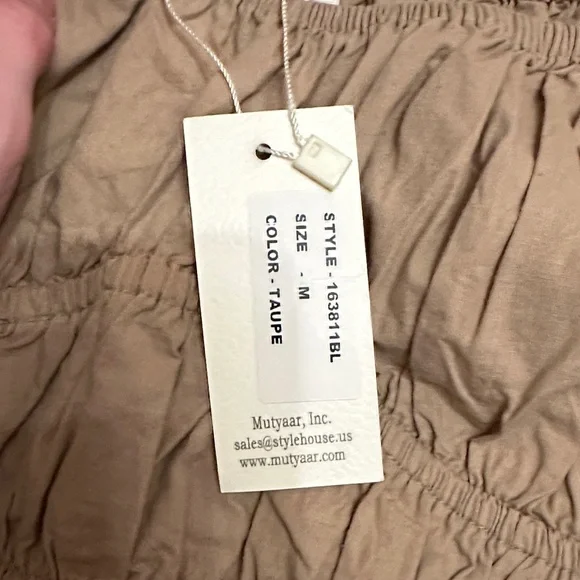 STYLE - 163811BL
SIZE - M
COLOR - TAUPE
Mutyaar, Inc.
sales@stylehouse.us
www.mutyaar.com